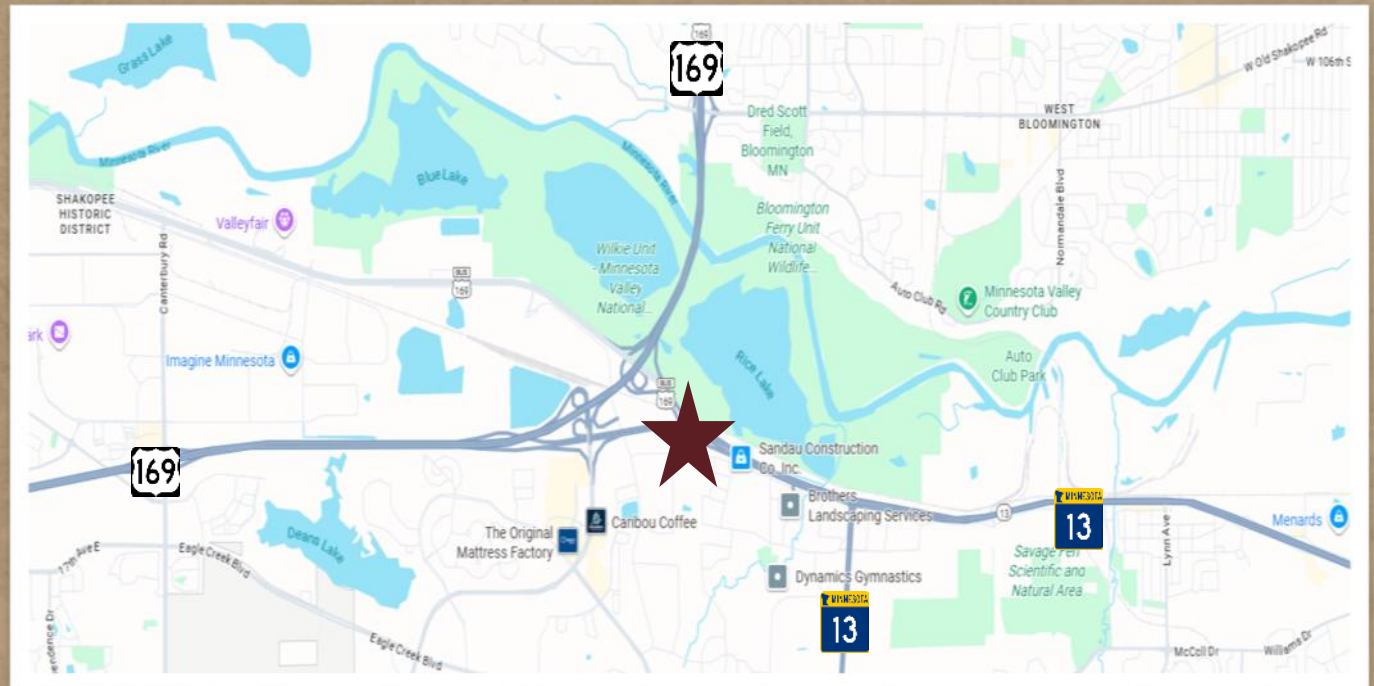 Grass Lake
169
169
W Old Shakopee Rd
W 106th S
WEST
BLOOMINGTON
Dred Scott
Field,
Bloomington
MN
Minnesota River
Minnesota River
Blue Lake
SHAKOPEE
HISTORIC
DISTRICT
Valleyfair
Canterbury Rd
Bloomington
Ferry Unit
National
Wildlife...
Normandale Blvd
Wilkie Unit
- Minnesota
Valley
National...
BUS
169
Auto Club Rd
Minnesota Valley
Country Club
ark
Imagine Minnesota
Rice Lake
Auto
Club Park
BUS
169
169
Sandau Construction
Co. Inc.
Brothers
Landscaping Services
13
MINNESOTA
13
Menards
Caribou Coffee
The Original
Mattress Factory
Deans Lake
17th Ave E
Eagle Creek Blvd
Lynn Ave
Savage Fen
Scientific and
Natural Area
Dynamics Gymnastics
MINNESOTA
13
endence Dr
Eagle Creek Blvd
McColl Dr
Williams Dr